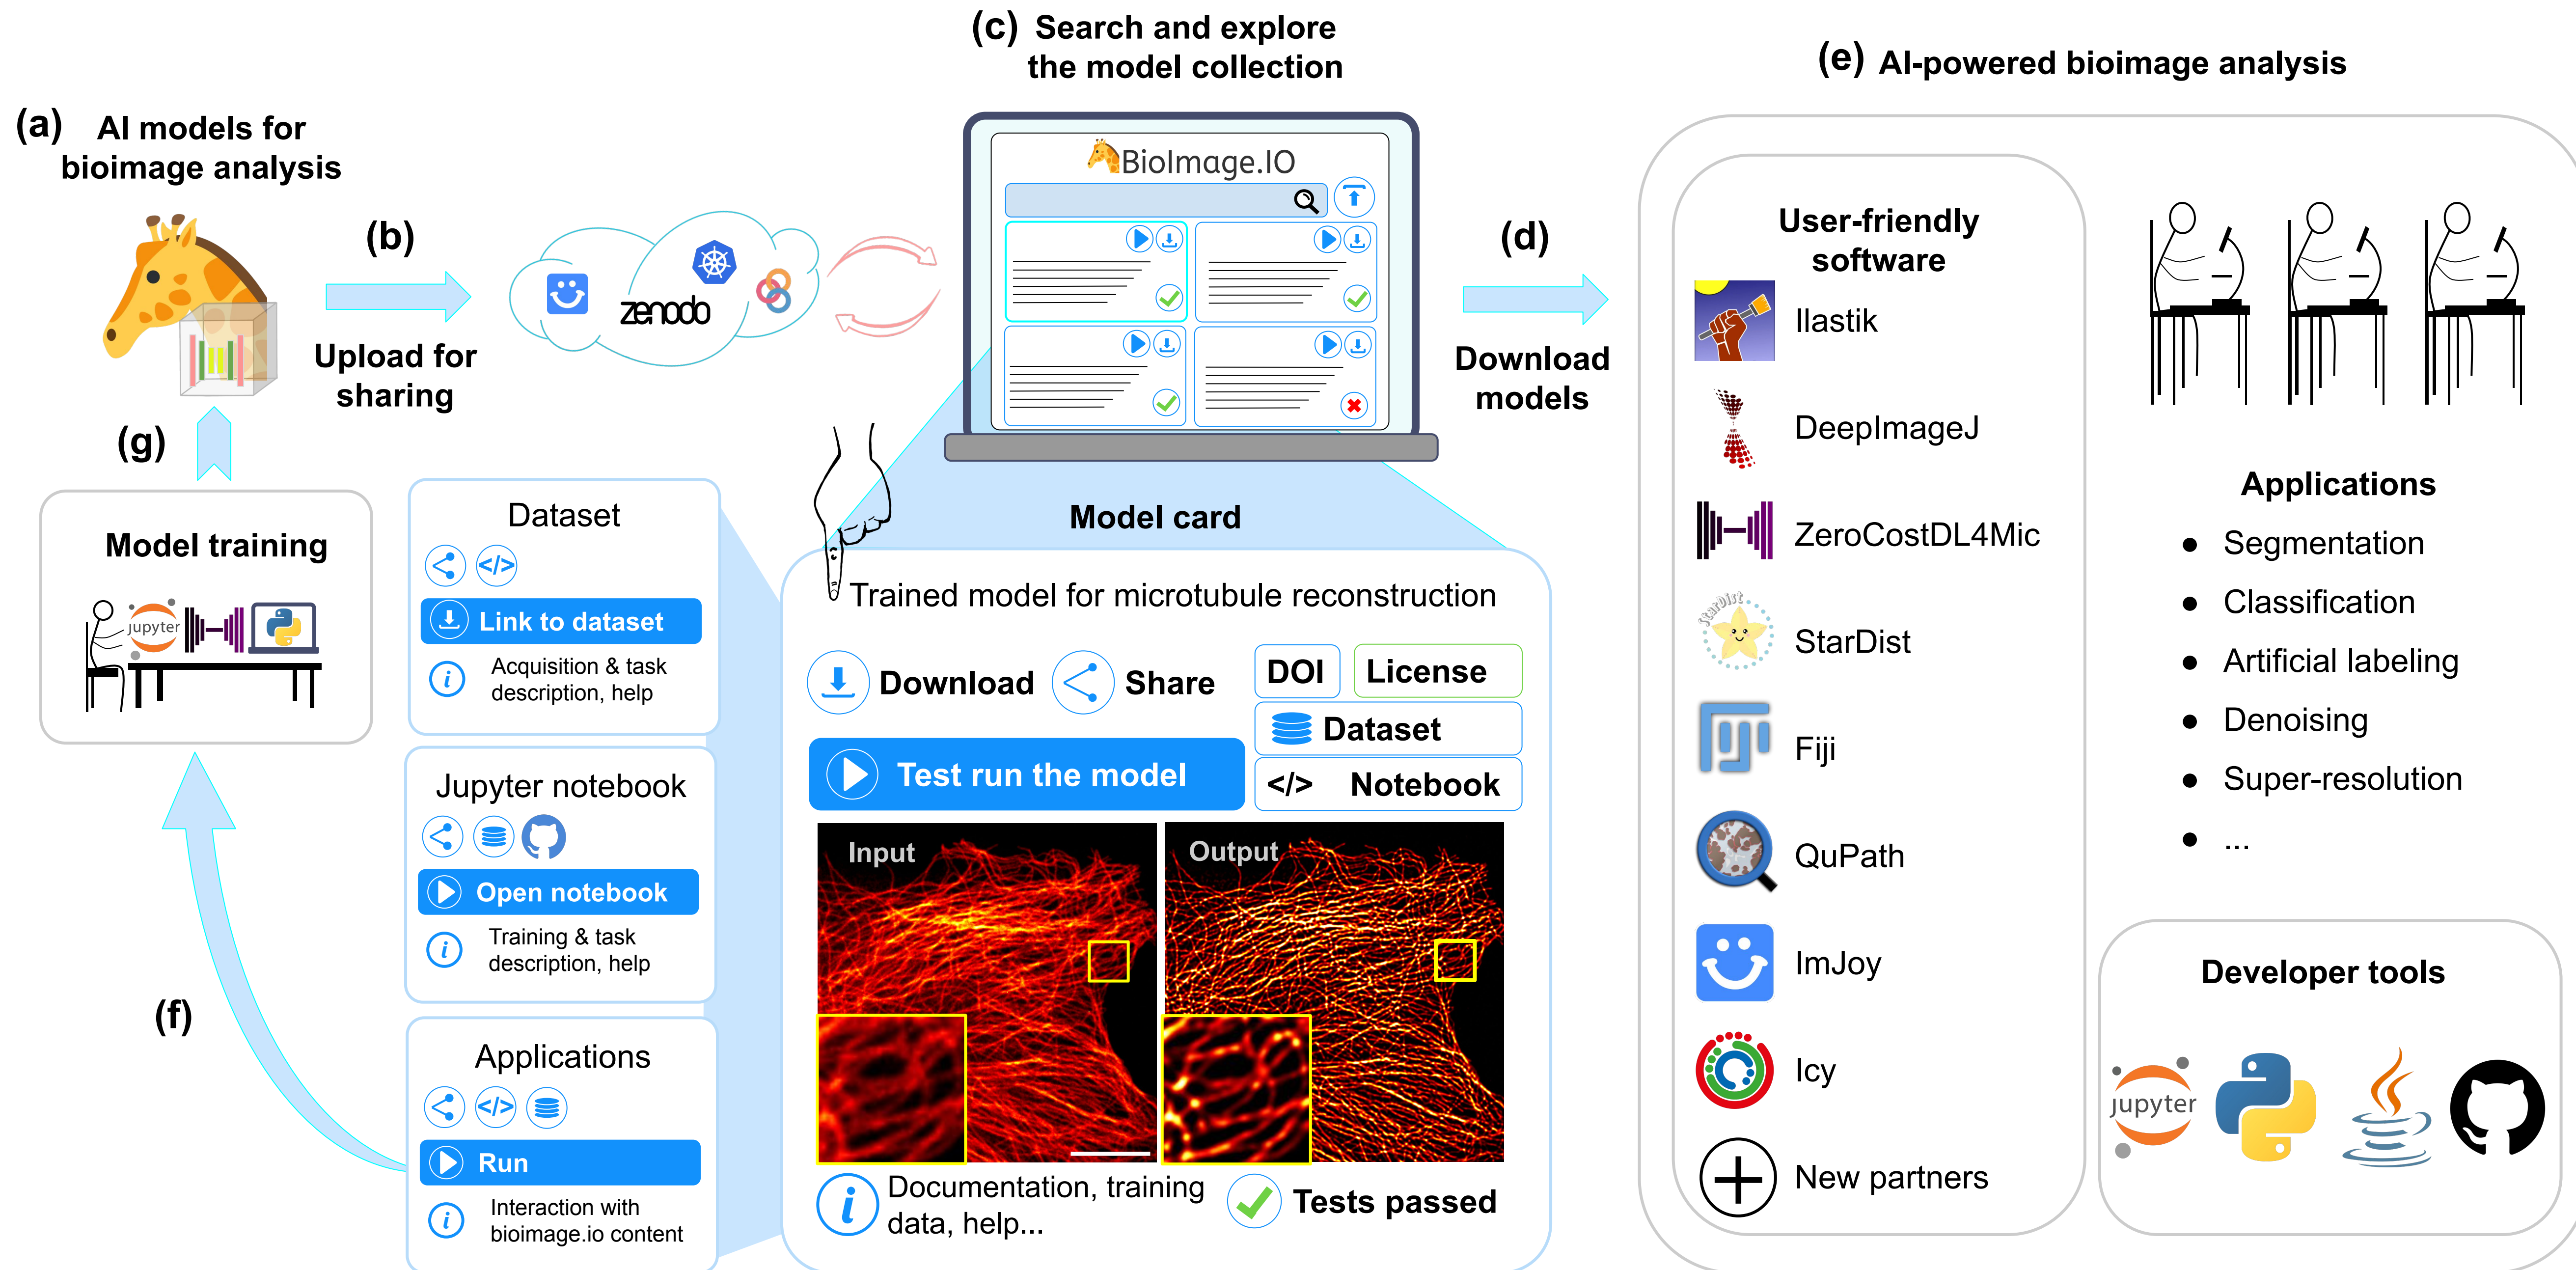 (a) AI models for
bioimage analysis
(b)
Upload for
sharing
zenodo
(c) Search and explore
the model collection
BioImage.IO
(d)
Download
models
(e) AI-powered bioimage analysis
User-friendly
software
Ilastik
DeepImageJ
ZeroCostDL4Mic
StarDist
StarDist
Fiji
QuPath
ImJoy
Icy
New partners
Applications
● Segmentation
● Classification
● Artificial labeling
● Denoising
● Super-resolution
● ...
Developer tools
jupyter
(g)
Model training
jupyter
(f)
Dataset
</>
Link to dataset
i
Acquisition & task
description, help
Jupyter notebook
Open notebook
i
Training & task
description, help
Applications
</>
Run
i
Interaction with
bioimage.io content
Model card
Trained model for microtubule reconstruction
Download
Share
DOI
License
Dataset
</> Notebook
Test run the model
Input
Output
i
Documentation, training
data, help...
Tests passed